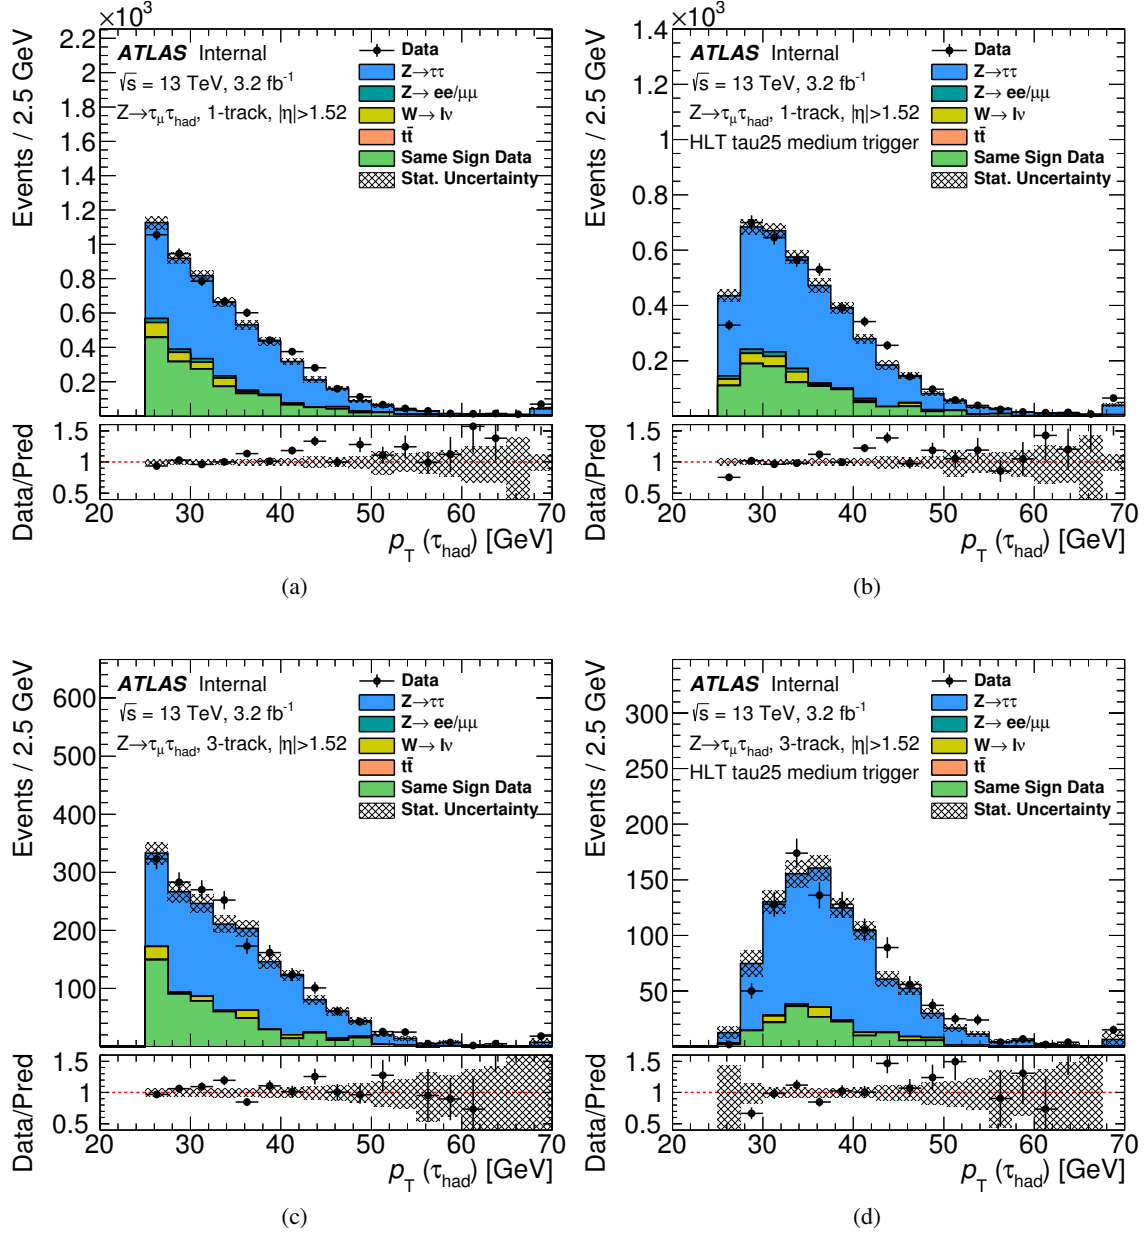 ×10³
Events / 2.5 GeV
2.2
2
1.8
1.6
1.4
1.2
1
0.8
0.6
0.4
0.2
ATLAS Internal
√s = 13 TeV, 3.2 fb⁻¹
Z→τμτhad, 1-track, |η|>1.52
Data
Z→ττ
Z→ ee/μμ
W→ lν
tt̄
Same Sign Data
Stat. Uncertainty
Data/Pred
1.5
1
0.5
20 30 40 50 60 70
pT (τhad) [GeV]
(a)
×10³
Events / 2.5 GeV
1.4
1.2
1
0.8
0.6
0.4
0.2
ATLAS Internal
√s = 13 TeV, 3.2 fb⁻¹
Z→τμτhad, 1-track, |η|>1.52
HLT tau25 medium trigger
Data
Z→ττ
Z→ ee/μμ
W→ lν
tt̄
Same Sign Data
Stat. Uncertainty
Data/Pred
1.5
1
0.5
20 30 40 50 60 70
pT (τhad) [GeV]
(b)
Events / 2.5 GeV
600
500
400
300
200
100
ATLAS Internal
√s = 13 TeV, 3.2 fb⁻¹
Z→τμτhad, 3-track, |η|>1.52
Data
Z→ττ
Z→ ee/μμ
W→ lν
tt̄
Same Sign Data
Stat. Uncertainty
Data/Pred
1.5
1
0.5
20 30 40 50 60 70
pT (τhad) [GeV]
(c)
Events / 2.5 GeV
300
250
200
150
100
50
ATLAS Internal
√s = 13 TeV, 3.2 fb⁻¹
Z→τμτhad, 3-track, |η|>1.52
HLT tau25 medium trigger
Data
Z→ττ
Z→ ee/μμ
W→ lν
tt̄
Same Sign Data
Stat. Uncertainty
Data/Pred
1.5
1
0.5
20 30 40 50 60 70
pT (τhad) [GeV]
(d)